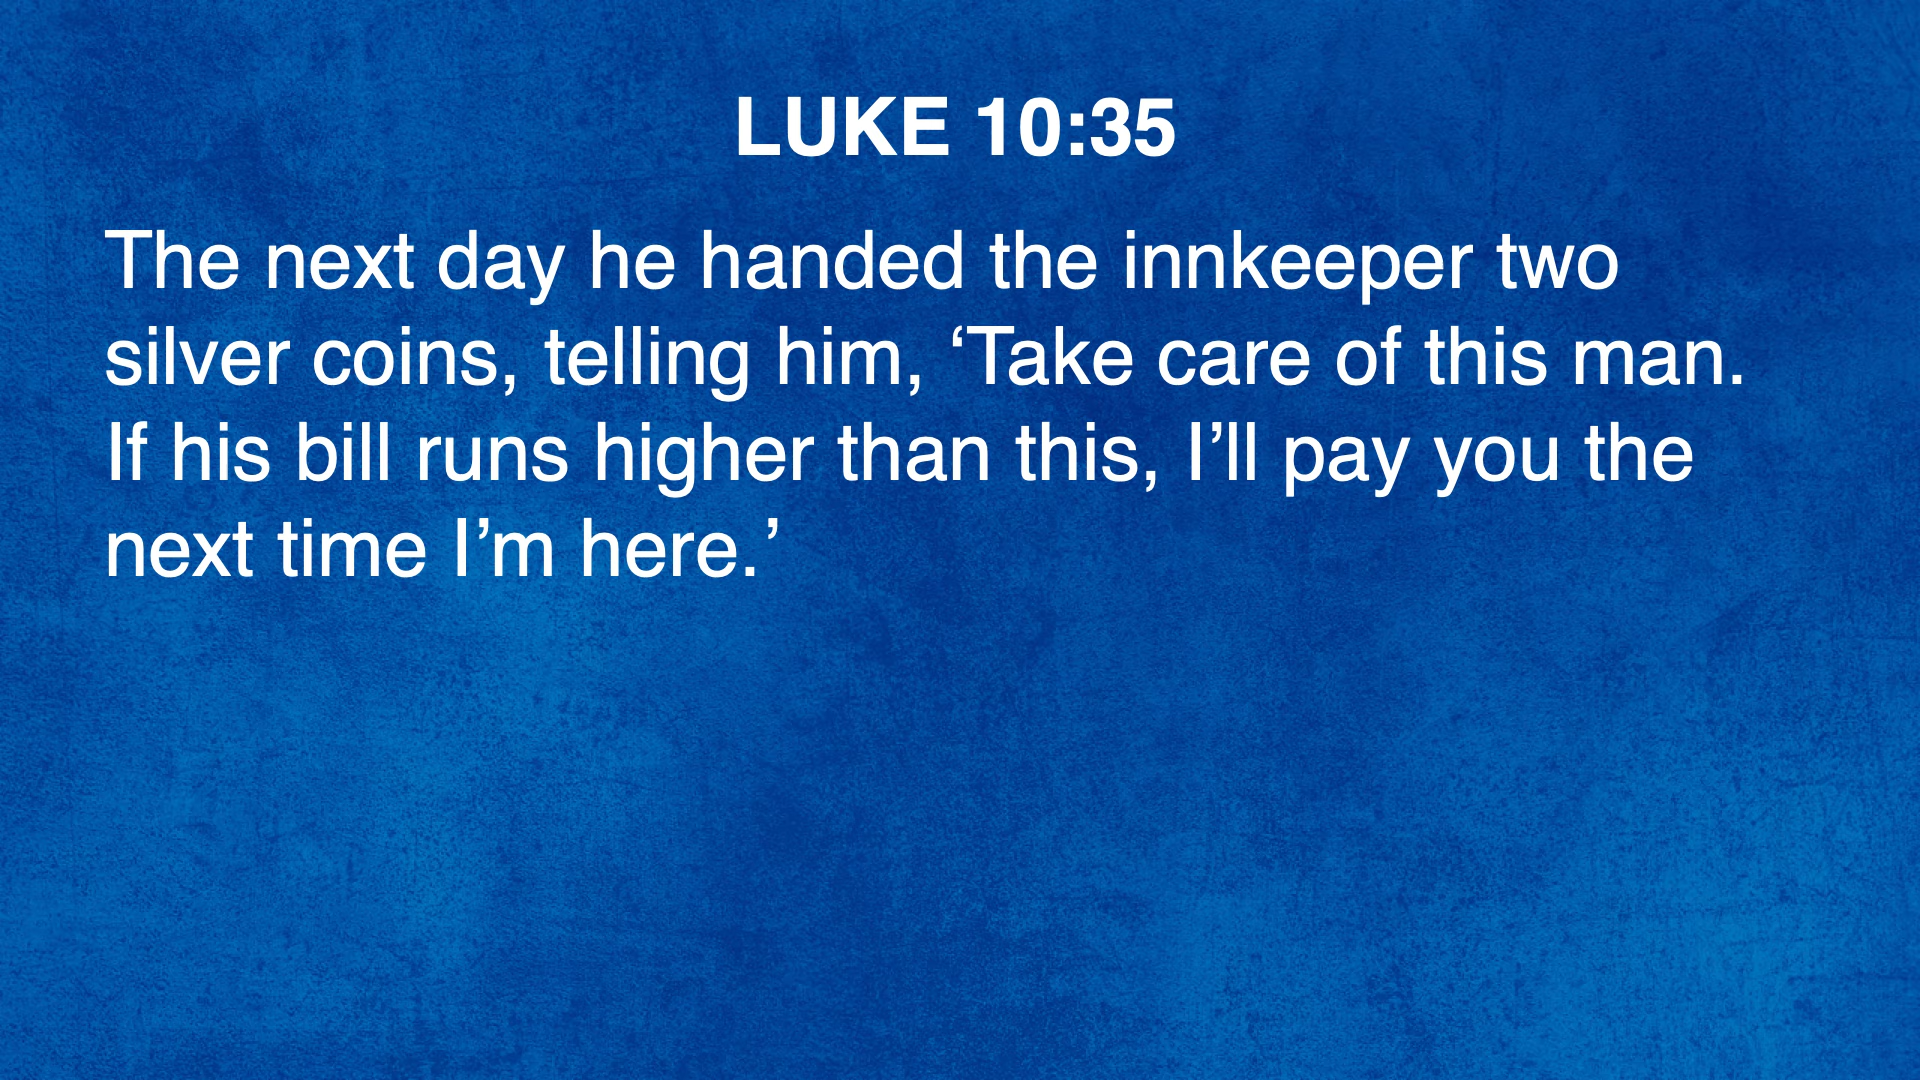 LUKE 10:35
The next day he handed the innkeeper two
silver coins, telling him, ‘Take care of this man.
If his bill runs higher than this, I’ll pay you the
next time I’m here.’